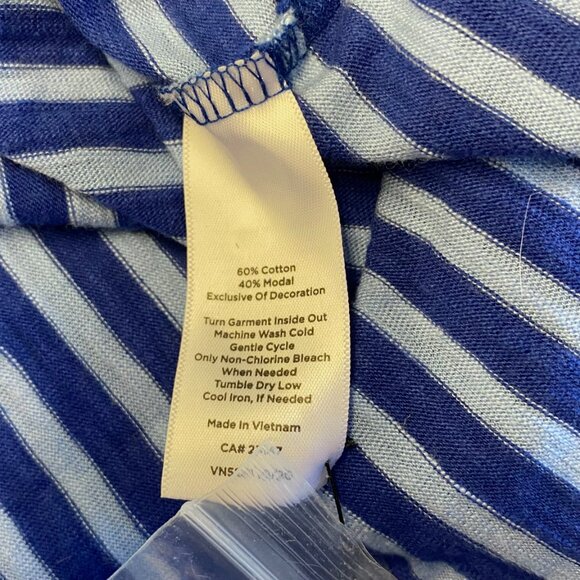 60% Cotton
40% Modal
Exclusive Of Decoration
Turn Garment Inside Out
Machine Wash Cold
Gentle Cycle
Only Non-Chlorine Bleach
When Needed
Tumble Dry Low
Cool Iron, If Needed
Made In Vietnam
CA#